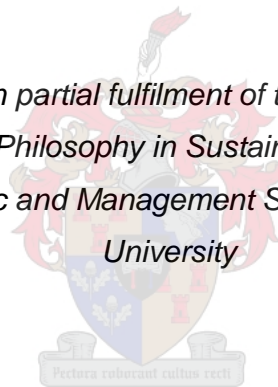 n partial fulfilment of t
Philosophy in Sustain
c and Management S
University
Pectora roborant cultus recti